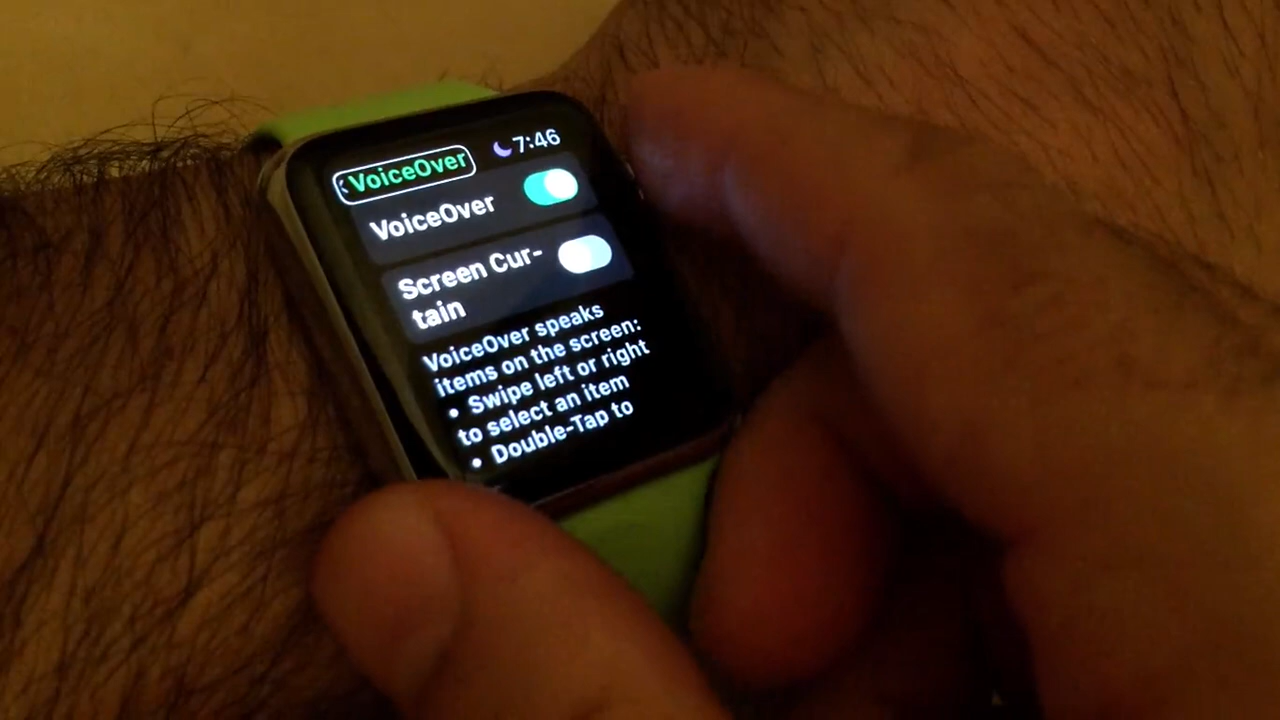 <VoiceOver 7:46
VoiceOver
Screen Cur-
tain
VoiceOver speaks
items on the screen:
• Swipe left or right
to select an item
• Double-Tap to